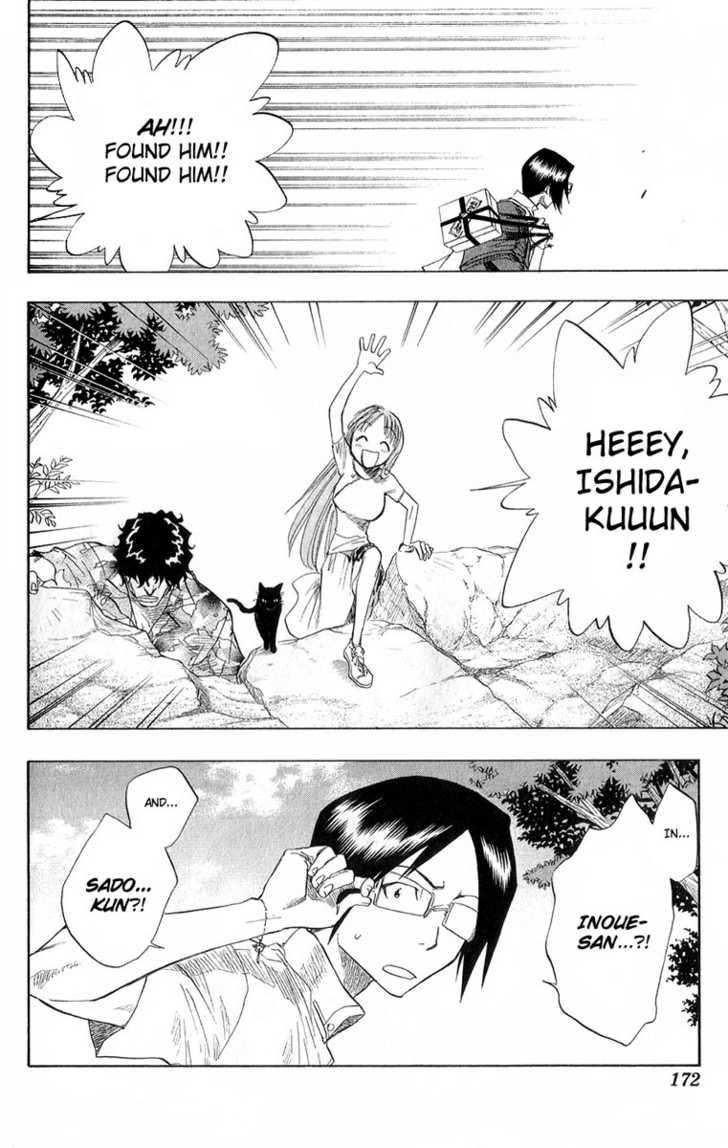 AH!!!
FOUND HIM!!
FOUND HIM!!
HEEEY,
ISHIDA-
KUUUN
!!
IN...
INOUE-
SAN...?!
AND...
SADO...
KUN?!
172